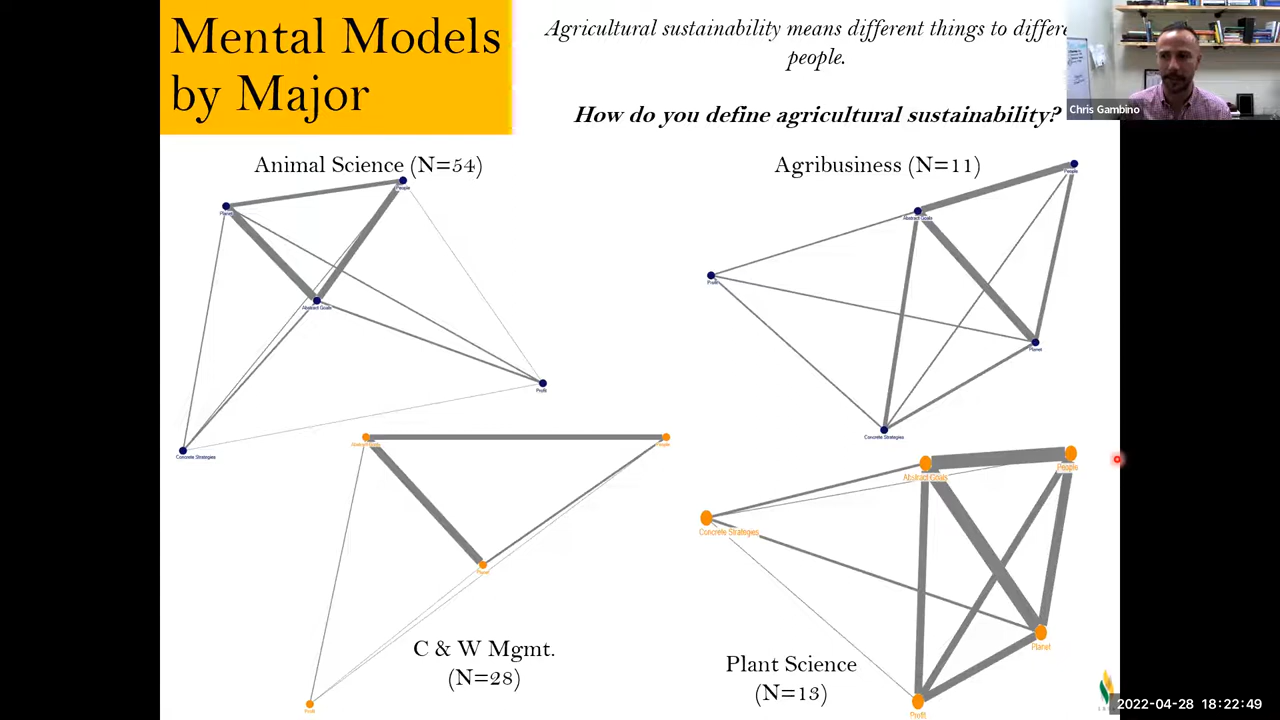 Mental Models
by Major
Agricultural sustainability means different things to differe
people.
How do you define agricultural sustainability?
Chris Gambino
Animal Science (N=54)
People
Planet
Abstract Goals
Profit
Concrete Strategies
Agribusiness (N=11)
People
Abstract Goals
Profit
Planet
Concrete Strategies
Abstract Goals
People
Planet
Profit
C & W Mgmt.
(N=28)
Abstract Goals
People
Concrete Strategies
Planet
Profit
Plant Science
(N=13)
2022-04-28 18:22:49